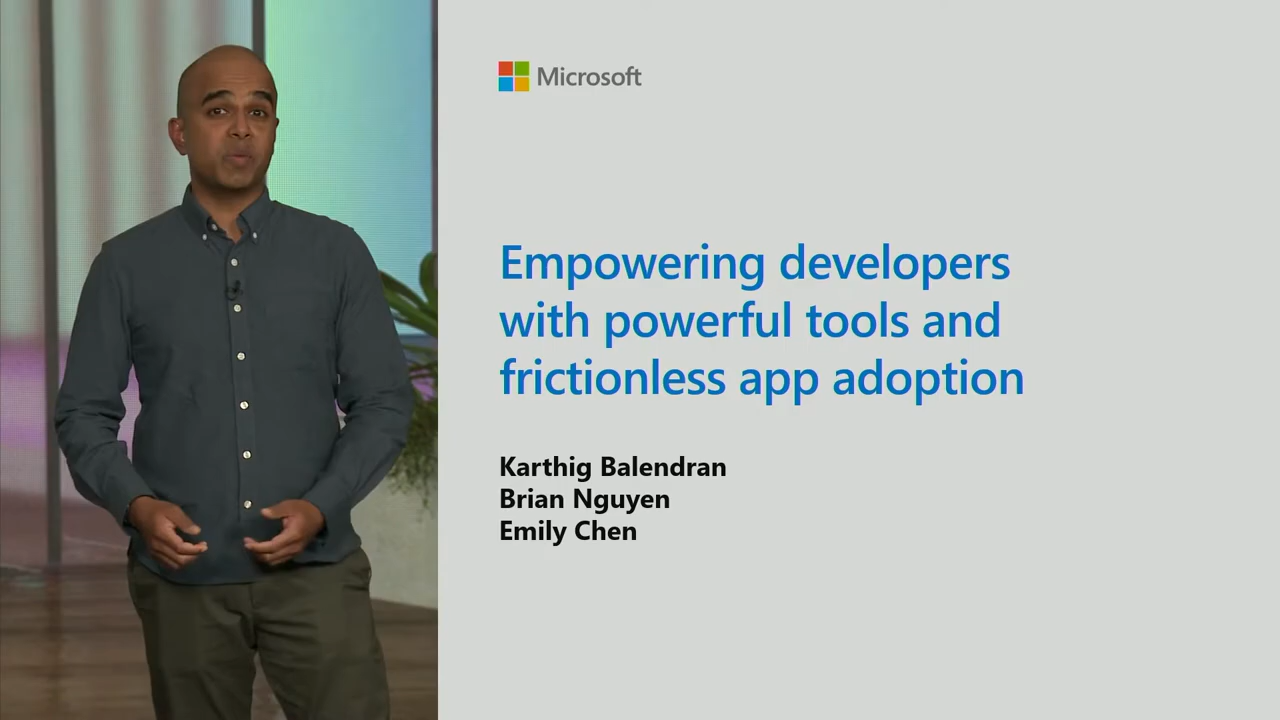 Microsoft
Empowering developers
with powerful tools and
frictionless app adoption
Karthig Balendran
Brian Nguyen
Emily Chen